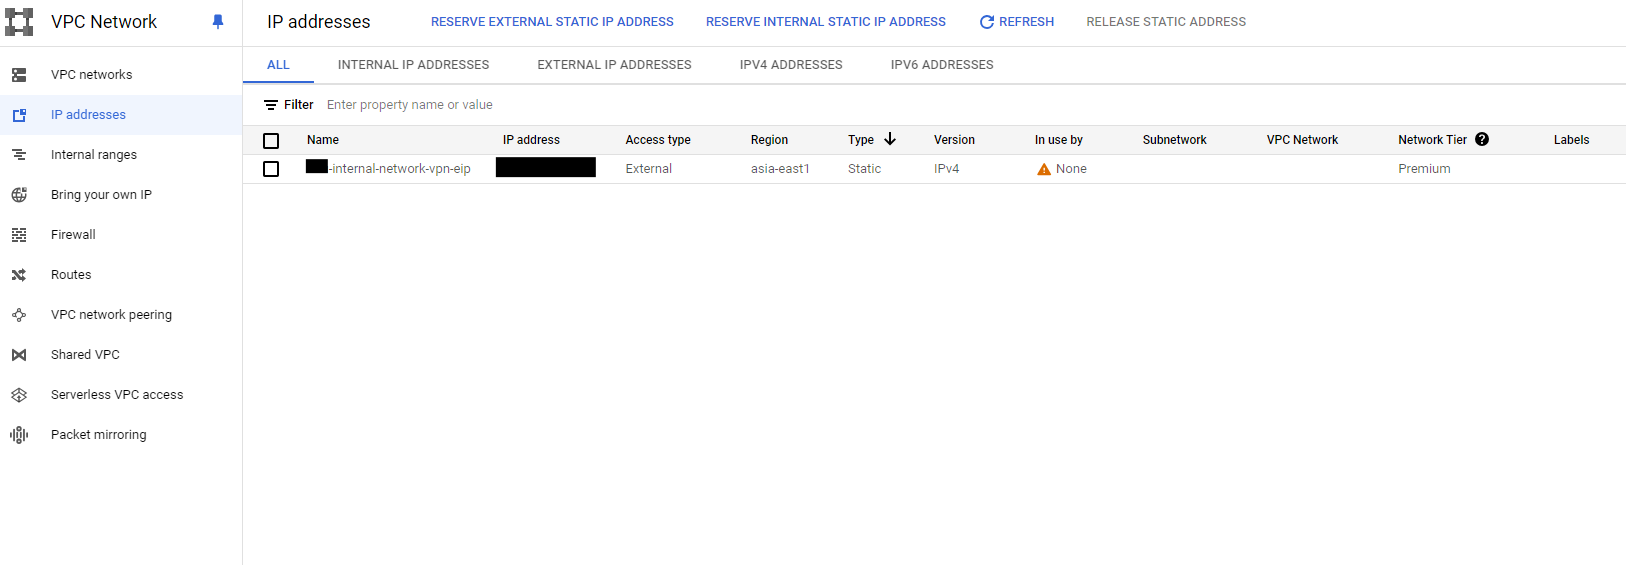 VPC Network
IP addresses RESERVE EXTERNAL STATIC IP ADDRESS RESERVE INTERNAL STATIC IP ADDRESS REFRESH RELEASE STATIC ADDRESS
VPC networks
IP addresses
Internal ranges
Bring your own IP
Firewall
Routes
VPC network peering
Shared VPC
Serverless VPC access
Packet mirroring
ALL INTERNAL IP ADDRESSES EXTERNAL IP ADDRESSES IPV4 ADDRESSES IPV6 ADDRESSES
Filter Enter property name or value
Name IP address Access type Region Type Version In use by Subnetwork VPC Network Network Tier ? Labels
-internal-network-vpn-eip External asia-east1 Static IPv4 None Premium